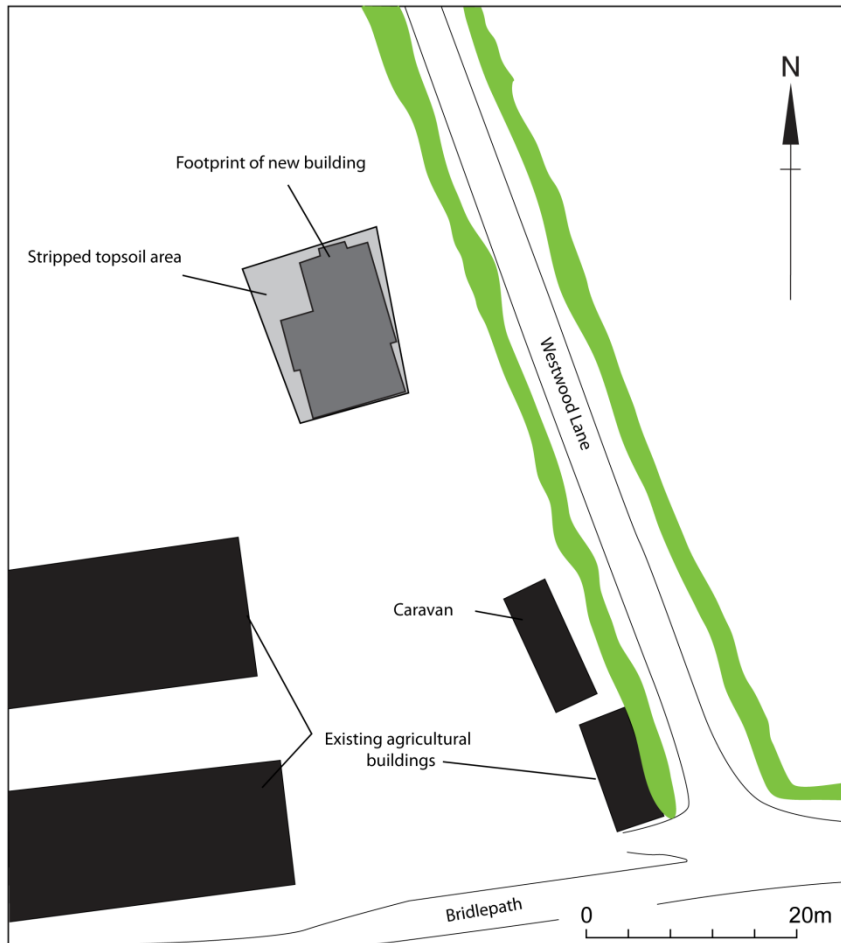 N
Footprint of new
building
Stripped topsoil area
Westwood Lane
Caravan
Existing agricultural
buildings
Bridlepath
0 20m